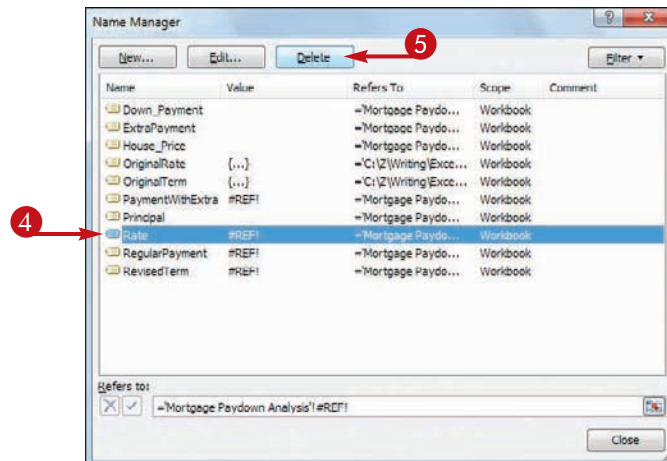 Name Manager
New... Edit... Delete 5 Filter
Name Value Refers To Scope Comment
Down_Payment ='Mortgage Paydo... Workbook
ExtraPayment ='Mortgage Paydo... Workbook
House_Price ='Mortgage Paydo... Workbook
OriginalRate {...} ='C:\Z\Writing\Exce... Workbook
OriginalTerm {...} ='C:\Z\Writing\Exce... Workbook
PaymentWithExtra #REF! ='Mortgage Paydo... Workbook
Principal ='Mortgage Paydo... Workbook
4 Rate #REF! ='Mortgage Paydo... Workbook
RegularPayment #REF! ='Mortgage Paydo... Workbook
RevisedTerm #REF! ='Mortgage Paydo... Workbook
Refers to:
='Mortgage Paydown Analysis'!#REF!
Close